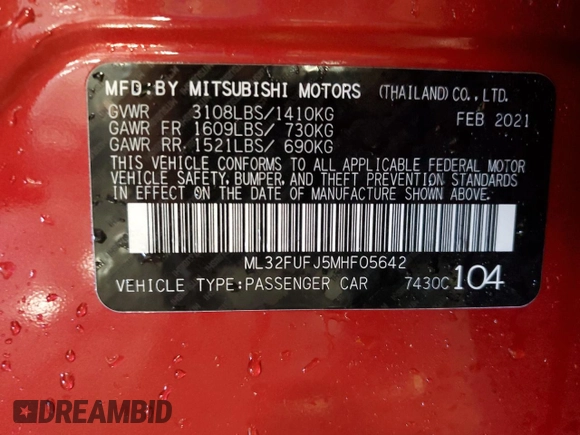 MFD:BY MITSUBISHI MOTORS (THAILAND)CO.,LTD.
GVWR 3108LBS/1410KG FEB 2021
GAWR FR 1609LBS/ 730KG
GAWR RR 1521LBS/ 690KG
THIS VEHICLE CONFORMS TO ALL APPLICABLE FEDERAL MOTOR
VEHICLE SAFETY, BUMPER, AND THEFT PREVENTION STANDARDS
IN EFFECT ON THE DATE OF MANUFACTURE SHOWN ABOVE.
ML32FUFJ5MHF05642
VEHICLE TYPE:PASSENGER CAR 7430C 104
DREAMBID